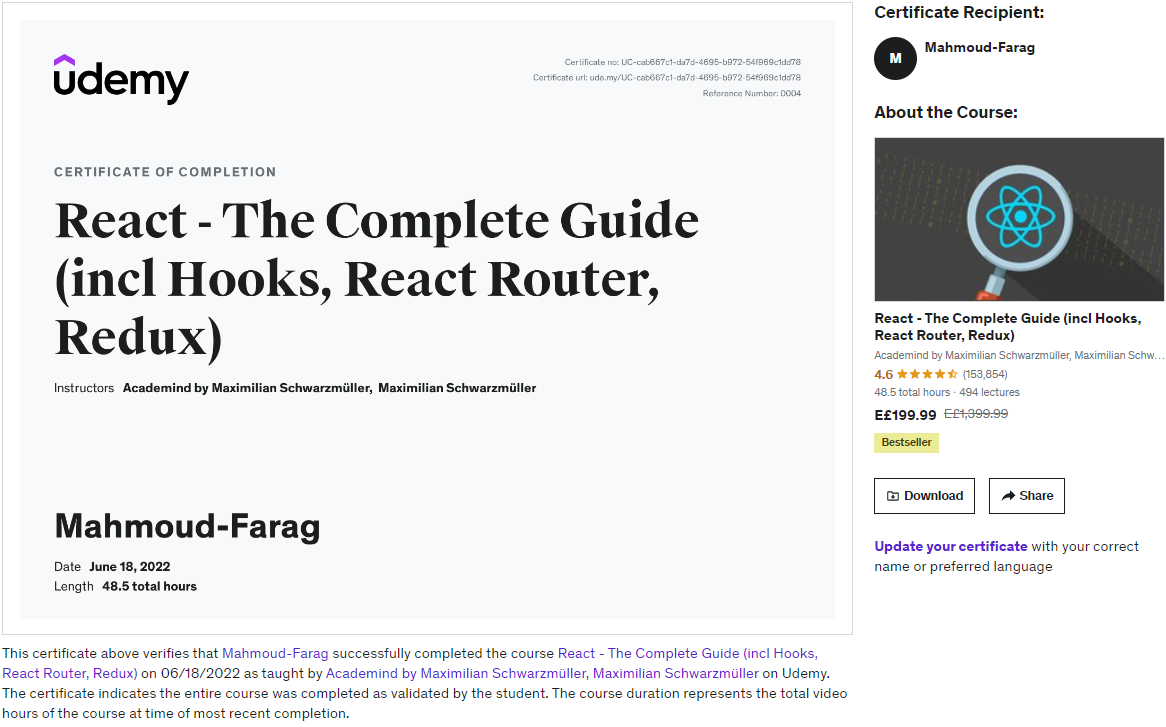 udemy
Certificate no: UC-cab667c1-da7d-4695-b972-54f969c1dd78
Certificate url: ude.my/UC-cab667c1-da7d-4695-b972-54f969c1dd78
Reference Number: 0004
CERTIFICATE OF COMPLETION
React - The Complete Guide
(incl Hooks, React Router,
Redux)
Instructors Academind by Maximilian Schwarzmüller, Maximilian Schwarzmüller
Mahmoud-Farag
Date June 18, 2022
Length 48.5 total hours
This certificate above verifies that Mahmoud-Farag successfully completed the course React - The Complete Guide (incl Hooks,
React Router, Redux) on 06/18/2022 as taught by Academind by Maximilian Schwarzmüller, Maximilian Schwarzmüller on Udemy.
The certificate indicates the entire course was completed as validated by the student. The course duration represents the total video
hours of the course at time of most recent completion.
Certificate Recipient:
M
Mahmoud-Farag
About the Course:
React - The Complete Guide (incl Hooks,
React Router, Redux)
Academind by Maximilian Schwarzmüller, Maximilian Schw...
4.6 (153,854)
48.5 total hours · 494 lectures
E£199.99 E£1,399.99
Bestseller
Download
Share
Update your certificate with your correct
name or preferred language